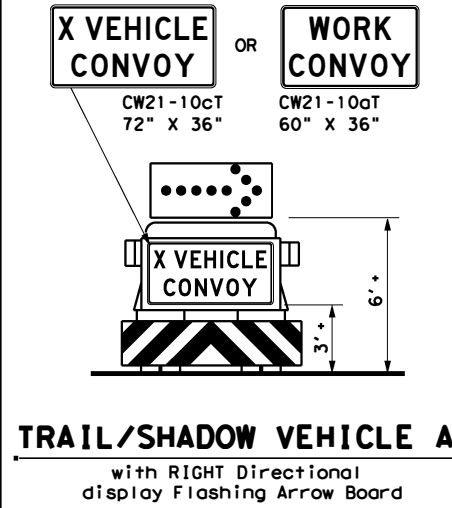 X VEHICLE
CONVOY
OR
WORK
CONVOY
CW21-10cT
72" X 36"
CW21-10aT
60" X 36"
X VEHICLE
CONVOY
6'+
3'+
TRAIL/SHADOW VEHICLE A
with RIGHT Directional
display Flashing Arrow Board